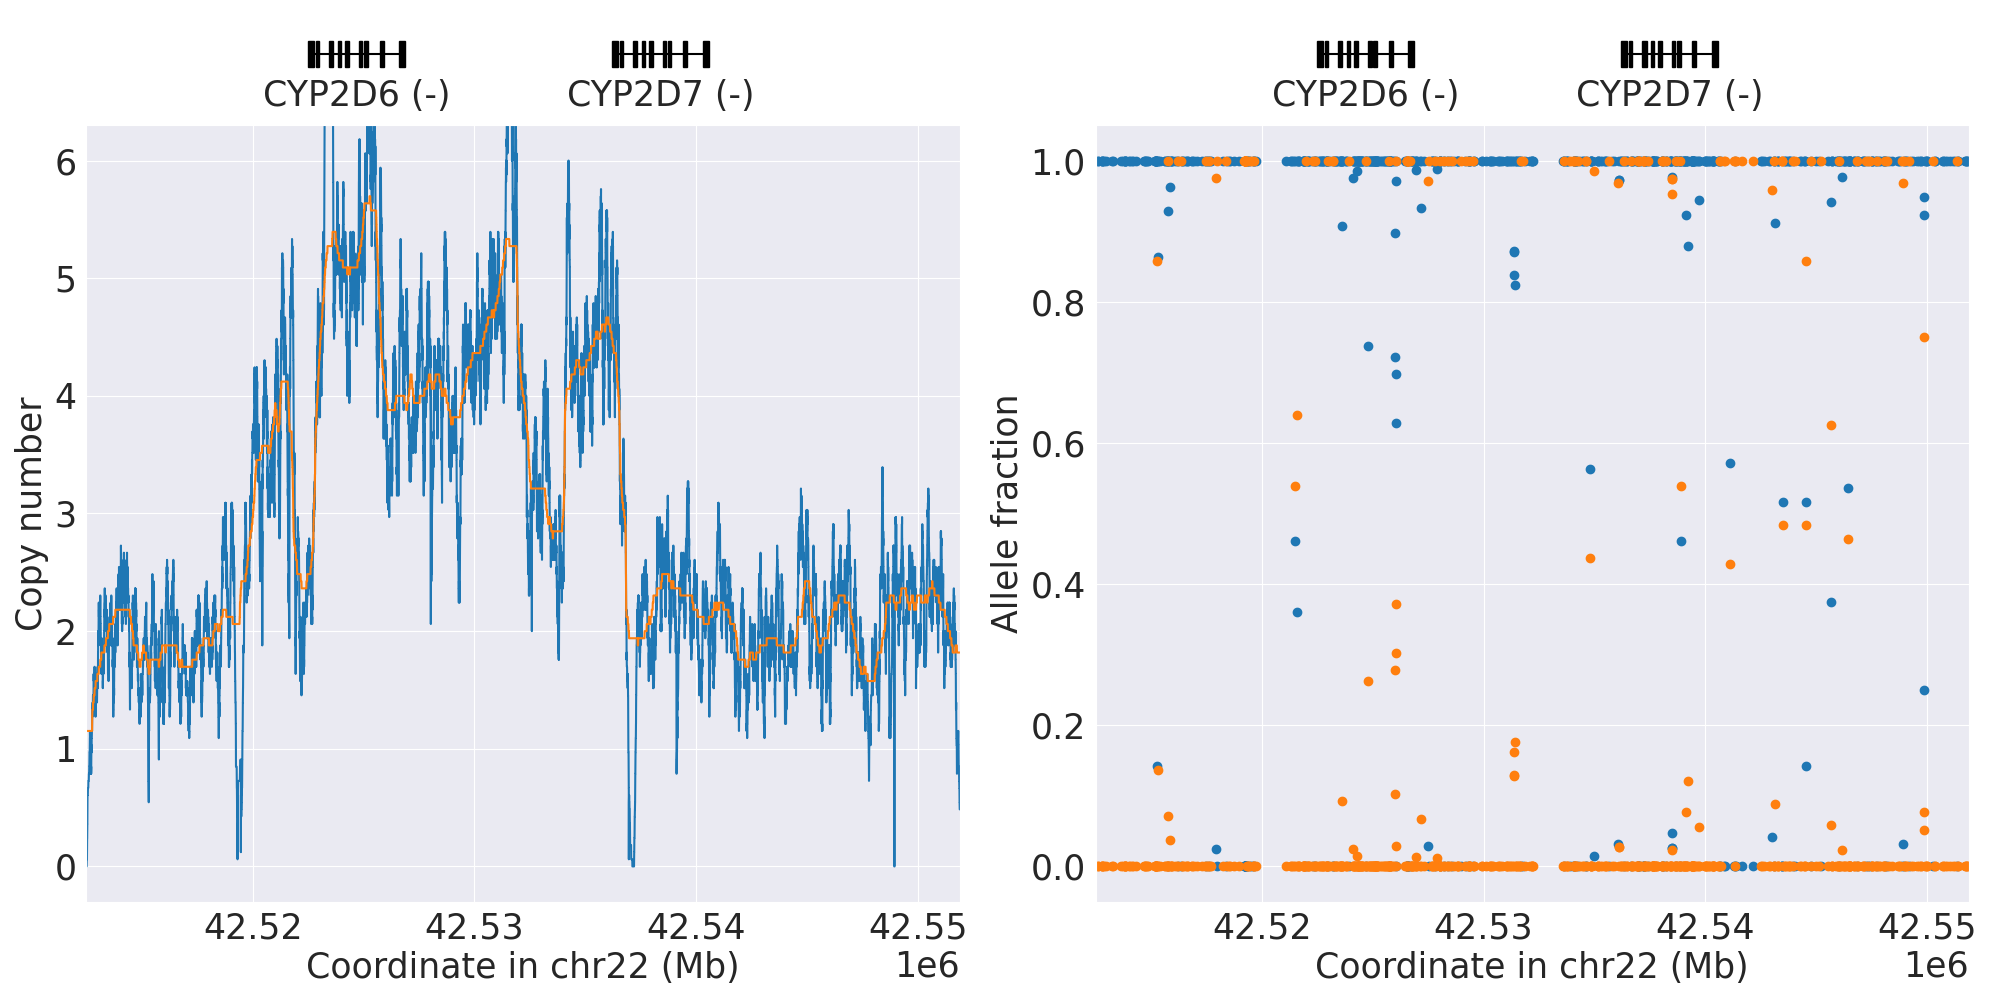 CYP2D6 (-)
CYP2D7 (-)
Copy number
6
5
4
3
2
1
0
42.52
42.53
42.54
42.55
Coordinate in chr22 (Mb)
1e6
CYP2D6 (-)
CYP2D7 (-)
Allele fraction
1.0
0.8
0.6
0.4
0.2
0.0
42.52
42.53
42.54
42.55
Coordinate in chr22 (Mb)
1e6